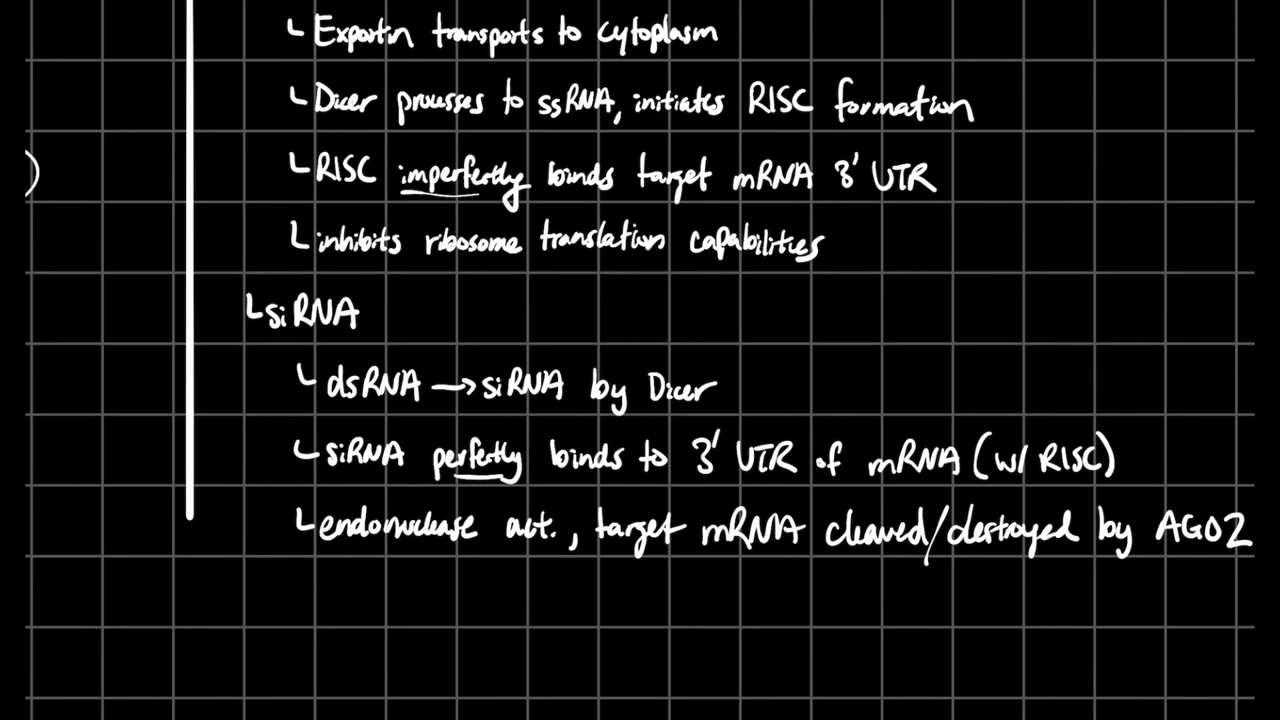 Exportin transports to cytoplasm
Dicer processes to ssRNA, initiates RISC formation
)
RISC imperfectly binds target mRNA 3' UTR
inhibits ribosome translation capabilities
siRNA
dsRNA → siRNA by Dicer
siRNA perfectly binds to 3' UTR of mRNA (w/ RISC)
endonuclease act., target mRNA cleaved/destroyed by AGO2